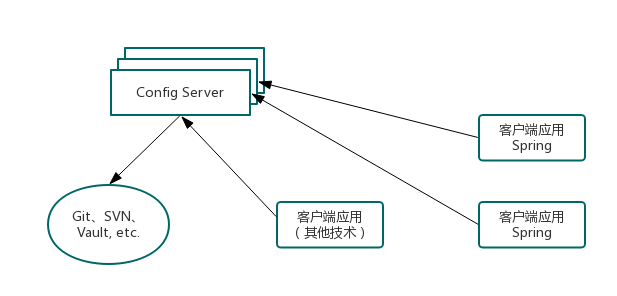 Config Server
客户端应用
Spring
Git、SVN、
Vault, etc.
客户端应用
（其他技术）
客户端应用
Spring